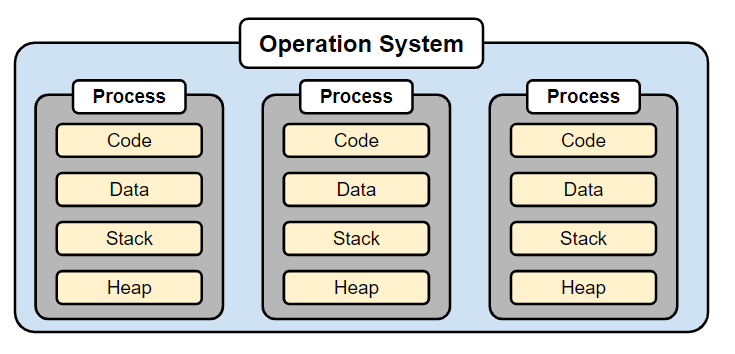 Operation System
Process
Process
Process
Code
Code
Code
Data
Data
Data
Stack
Stack
Stack
Heap
Heap
Heap